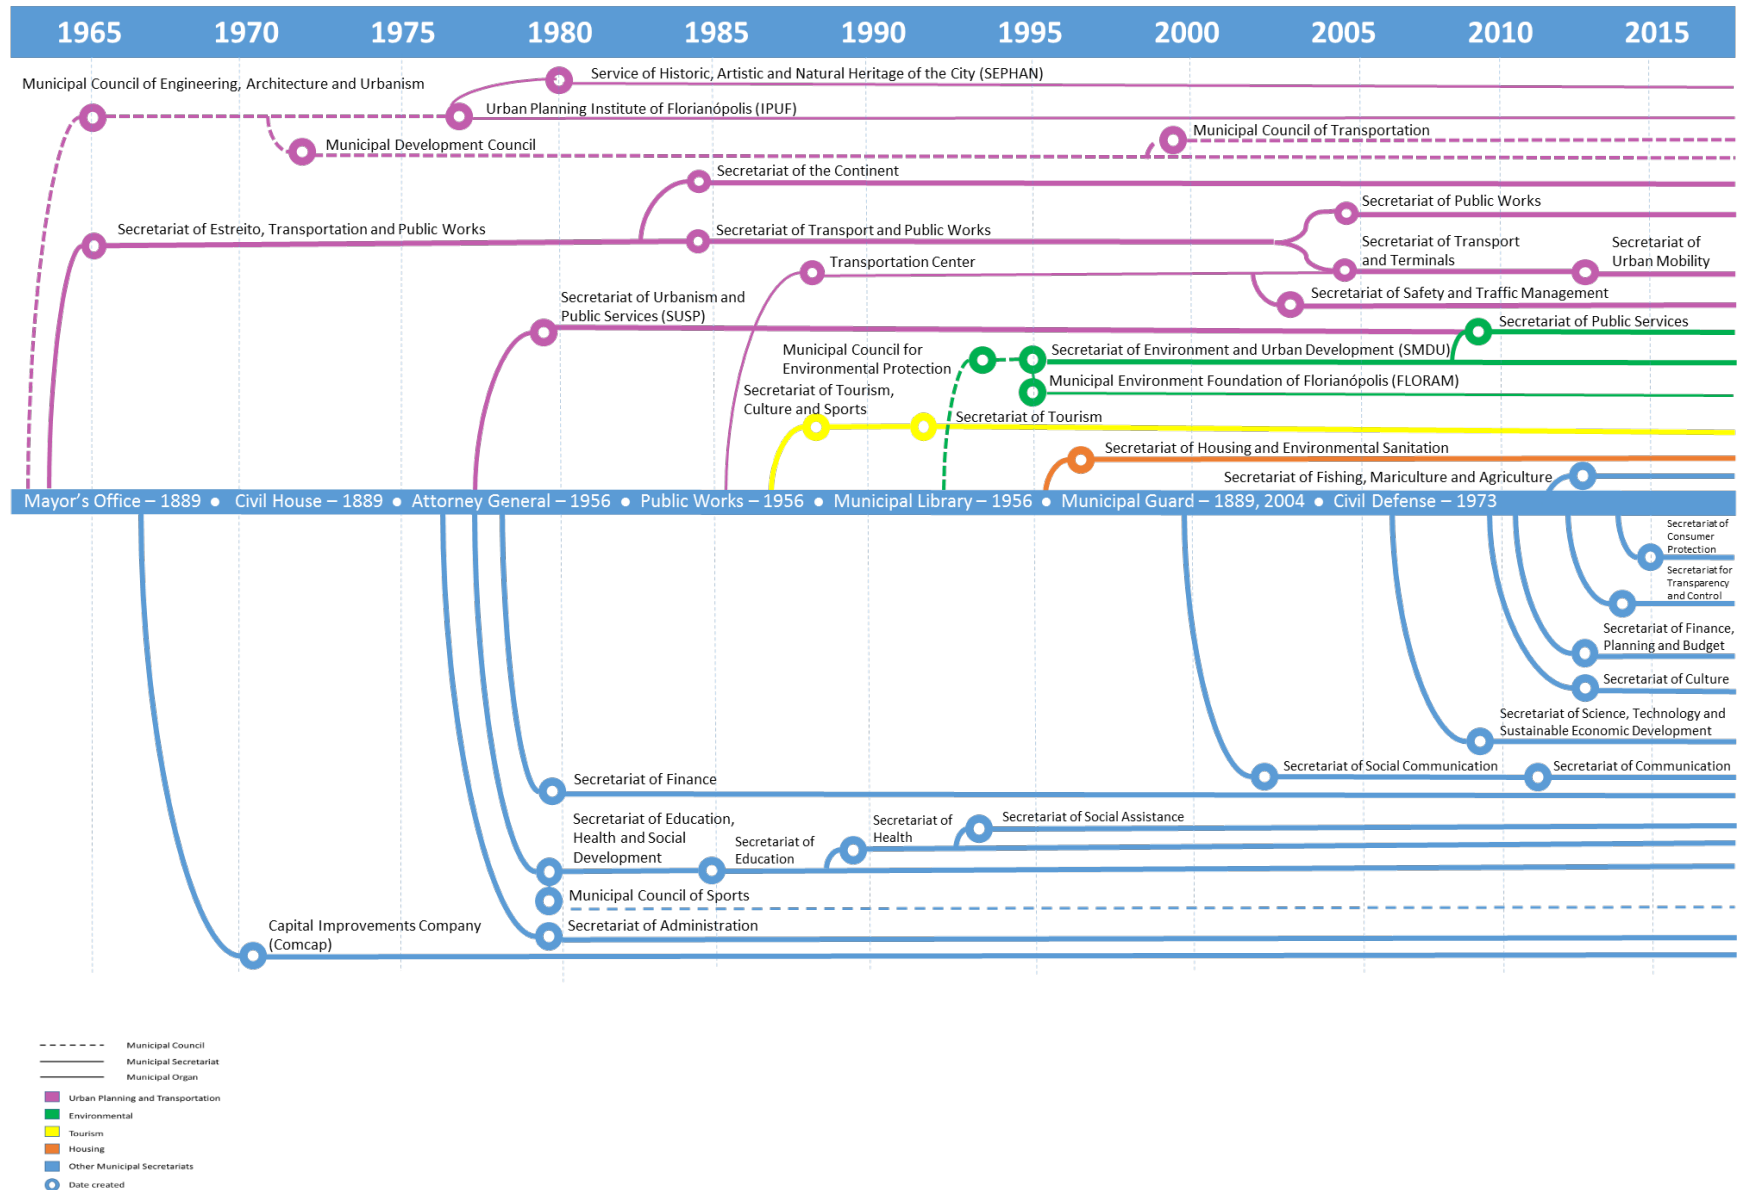 1965 1970 1975 1980 1985 1990 1995 2000 2005 2010 2015
Service of Historic, Artistic and Natural Heritage of the City (SEPHAN)
Municipal Council of Engineering, Architecture and Urbanism
Urban Planning Institute of Florianópolis (IPUF)
Municipal Council of Transportation
Municipal Development Council
Secretariat of the Continent
Secretariat of Public Works
Secretariat of Estreito, Transportation and Public Works
Secretariat of Transport and Public Works
Secretariat of Transport
and Terminals
Secretariat of
Urban Mobility
Transportation Center
Secretariat of Safety and Traffic Management
Secretariat of Urbanism and
Public Services (SUSP)
Secretariat of Public Services
Municipal Council for
Environmental Protection
Secretariat of Environment and Urban Development (SMDU)
Municipal Environment Foundation of Florianópolis (FLORAM)
Secretariat of Tourism,
Culture and Sports
Secretariat of Tourism
Secretariat of Housing and Environmental Sanitation
Secretariat of Fishing, Mariculture and Agriculture
Mayor's Office – 1889 ● Civil House – 1889 ● Attorney General – 1956 ● Public Works – 1956 ● Municipal Library – 1956 ● Municipal Guard – 1889, 2004 ● Civil Defense – 1973
Secretariat of
Consumer
Protection
Secretariat for
Transparency
and Control
Secretariat of Finance,
Planning and Budget
Secretariat of Culture
Secretariat of Science, Technology and
Sustainable Economic Development
Secretariat of Social Communication
Secretariat of Communication
Secretariat of Finance
Secretariat of Education,
Health and Social
Development
Secretariat of
Education
Secretariat of
Health
Secretariat of Social Assistance
Municipal Council of Sports
Secretariat of Administration
Capital Improvements Company
(Comcap)
Municipal Council
Municipal Secretariat
Municipal Organ
Urban Planning and Transportation
Environmental
Tourism
Housing
Other Municipal Secretariats
Date created